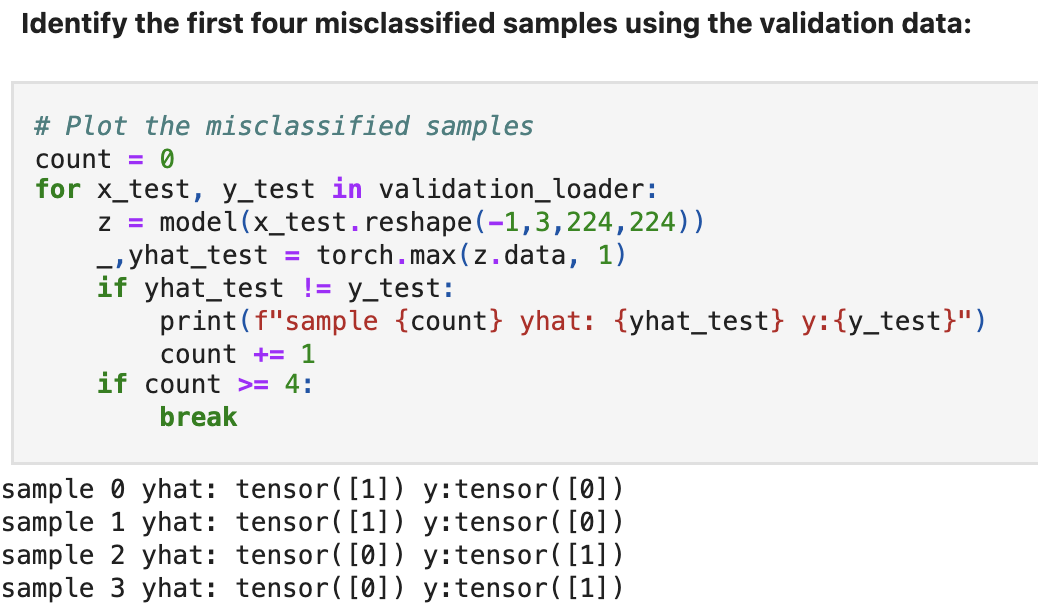 Identify the first four misclassified samples using the validation data:
# Plot the misclassified samples
count = 0
for x_test, y_test in validation_loader:
    z = model(x_test.reshape(-1,3,224,224))
    _,yhat_test = torch.max(z.data, 1)
    if yhat_test != y_test:
        print(f"sample {count} yhat: {yhat_test} y:{y_test}")
        count += 1
    if count >= 4:
        break
sample 0 yhat: tensor([1]) y:tensor([0])
sample 1 yhat: tensor([1]) y:tensor([0])
sample 2 yhat: tensor([0]) y:tensor([1])
sample 3 yhat: tensor([0]) y:tensor([1])